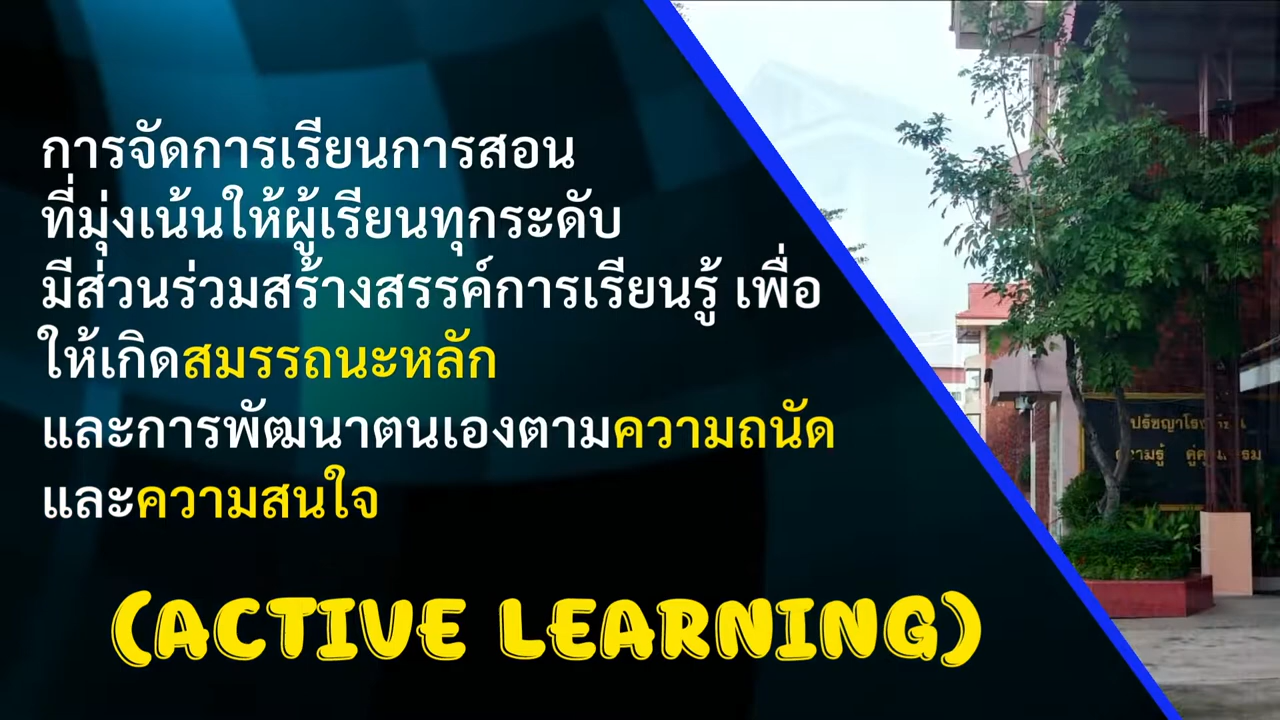 การจัดการเรียนการสอน
ที่มุ่งเน้นให้ผู้เรียนทุกระดับ
มีส่วนร่วมสร้างสรรค์การเรียนรู้ เพื่อ
ให้เกิดสมรรถนะหลัก
และการพัฒนาตนเองตามความถนัด
และความสนใจ
(ACTIVE LEARNING)